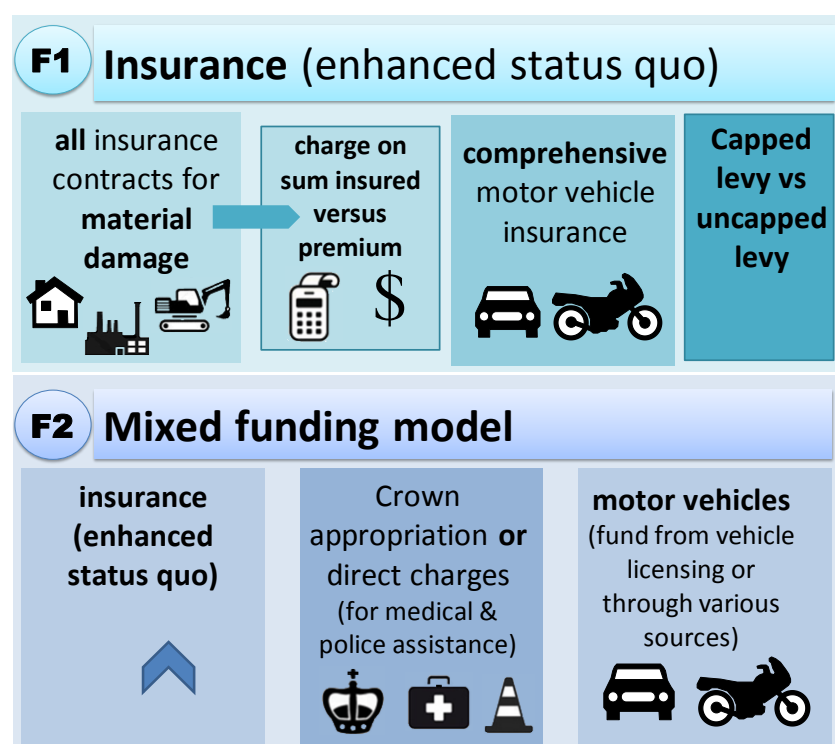 F1 Insurance (enhanced status quo)
all insurance
contracts for
material
damage
charge on
sum insured
versus
premium
$
comprehensive
motor vehicle
insurance
Capped
levy vs
uncapped
levy
F2 Mixed funding model
insurance
(enhanced
status quo)
Crown
appropriation or
direct charges
(for medical &
police assistance)
motor vehicles
(fund from vehicle
licensing or
through various
sources)